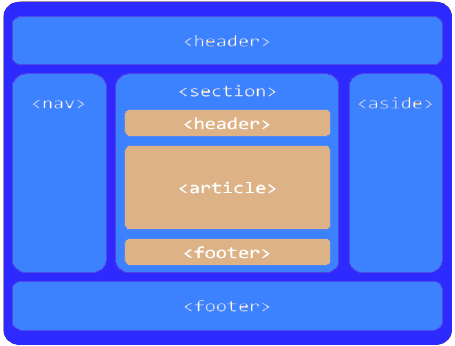 <header>
<nav>
<section>
<header>
<article>
<footer>
<aside>
<footer>